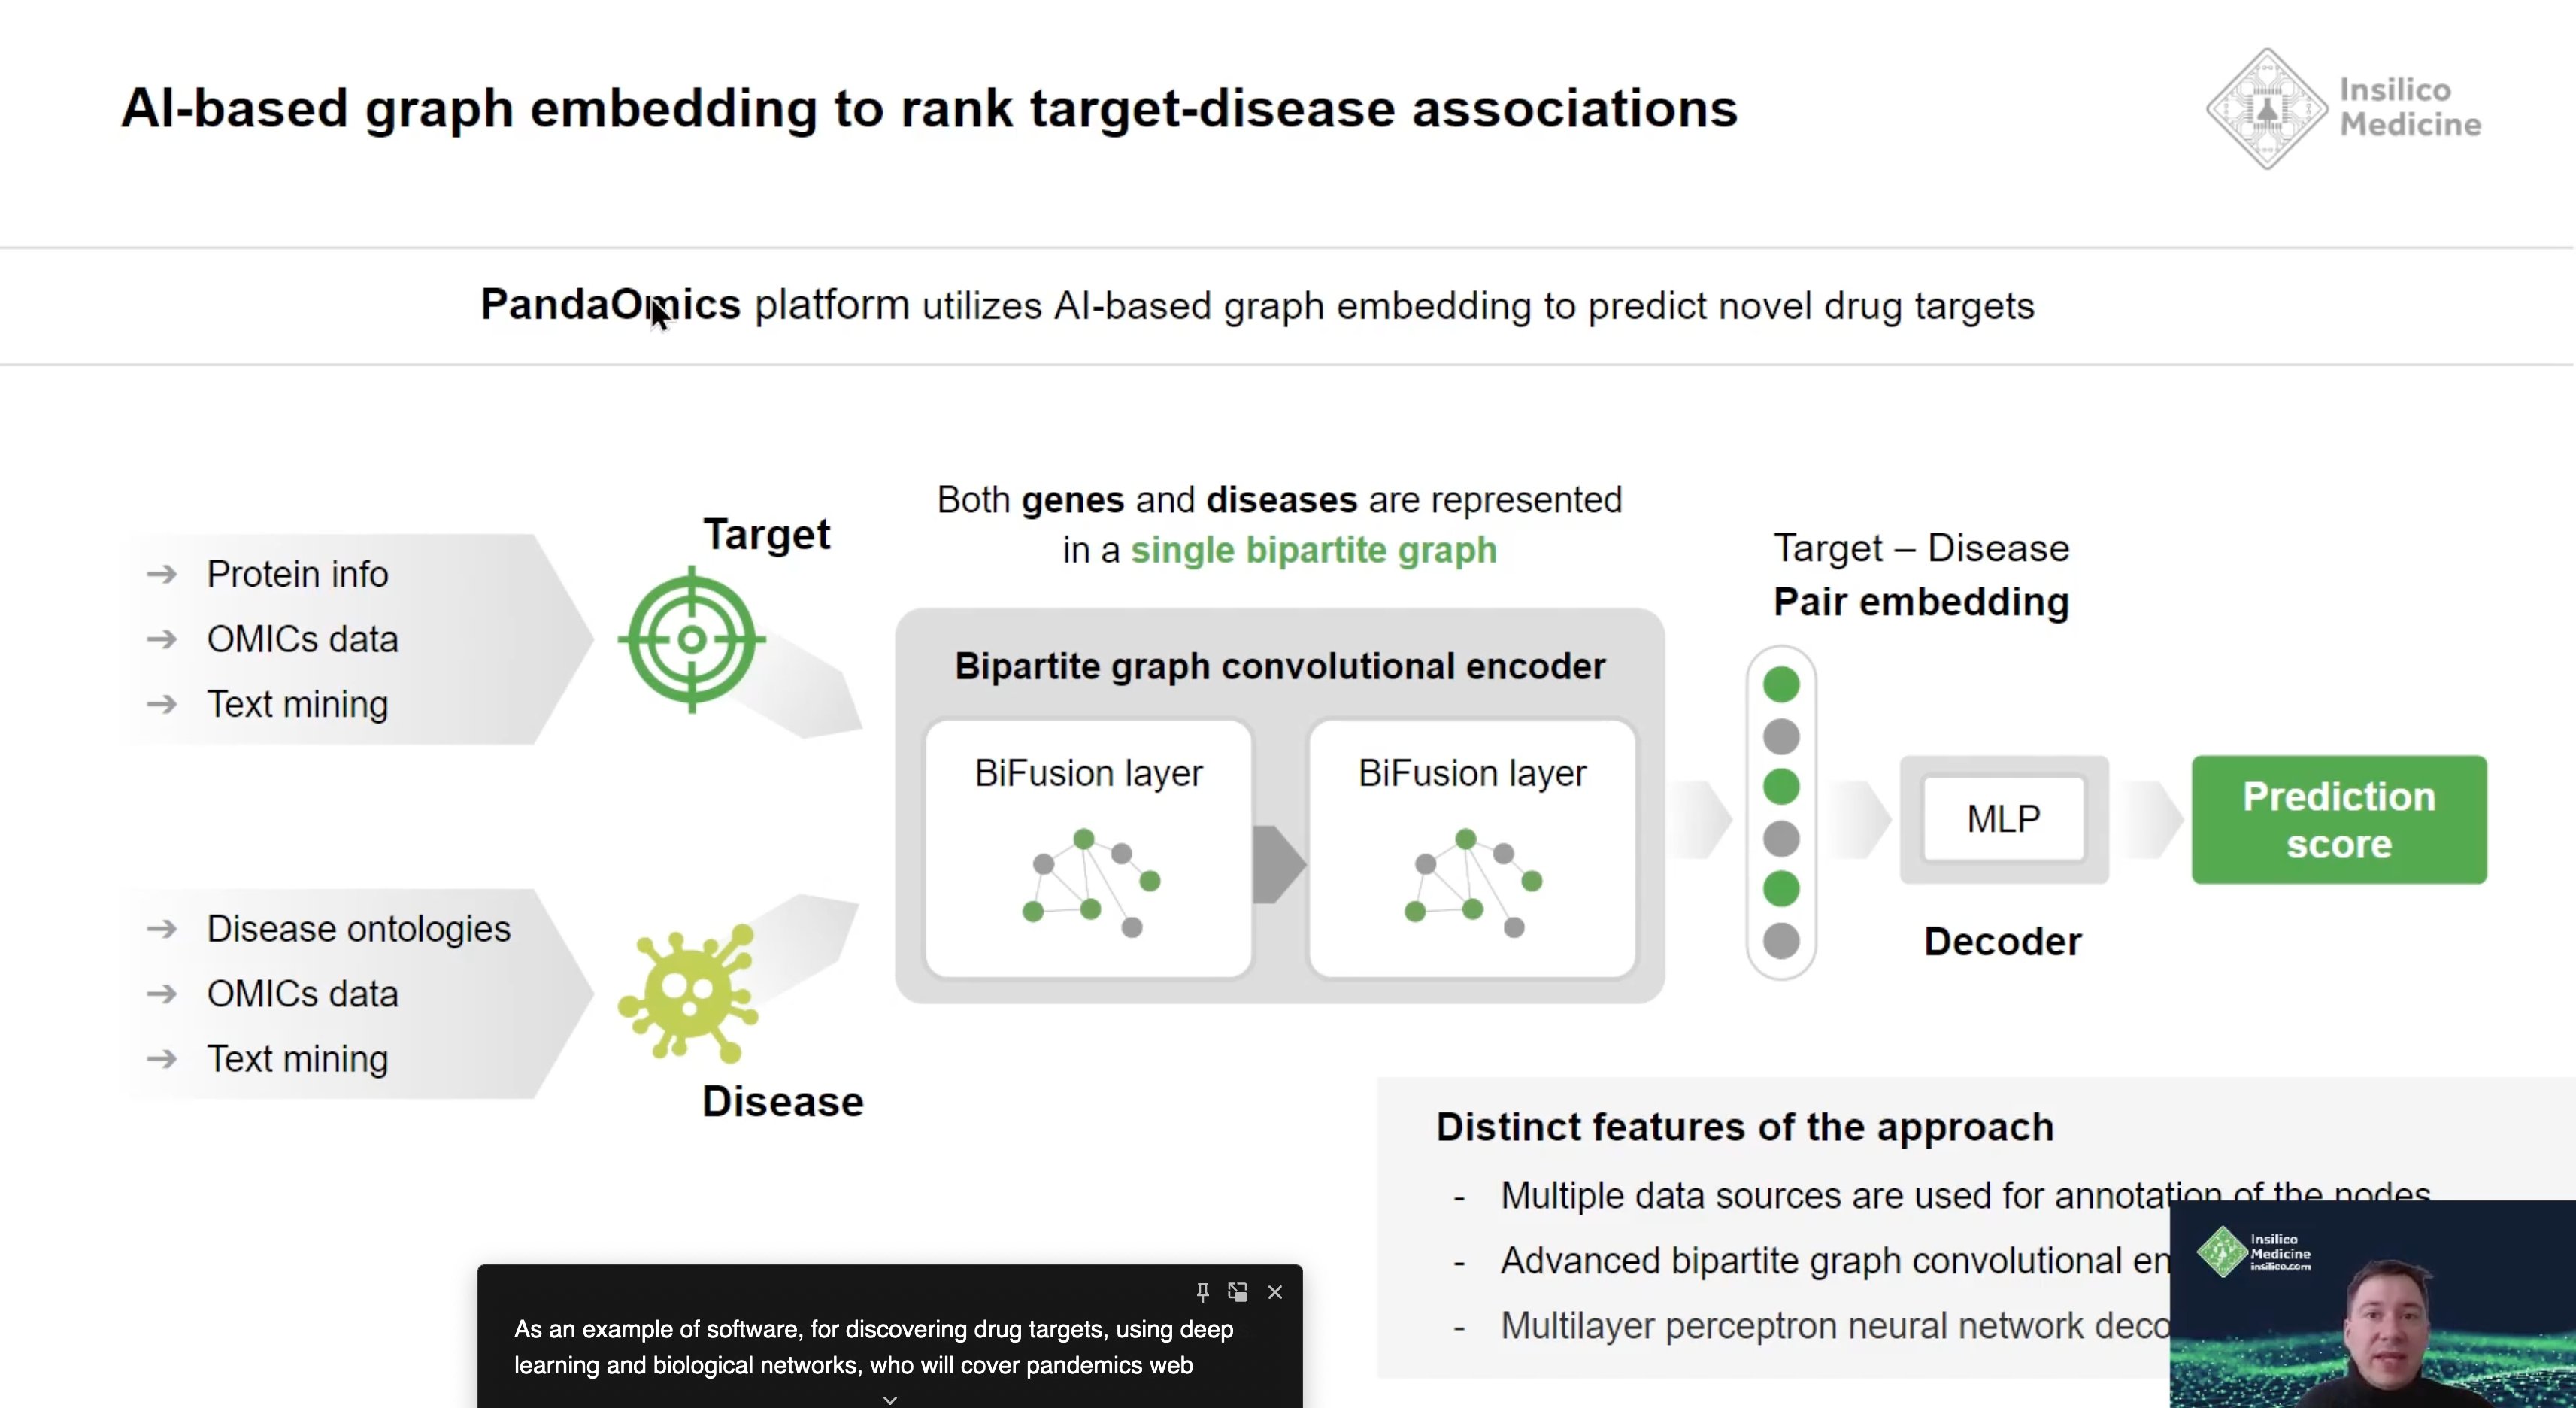 AI-based graph embedding to rank target-disease associations
Insilico
Medicine
PandaOmics platform utilizes AI-based graph embedding to predict novel drug targets
→ Protein info
→ OMICs data
→ Text mining
Target
→ Disease ontologies
→ OMICs data
→ Text mining
Disease
Both genes and diseases are represented
in a single bipartite graph
Bipartite graph convolutional encoder
BiFusion layer
BiFusion layer
Target – Disease
Pair embedding
MLP
Decoder
Prediction
score
Distinct features of the approach
- Multiple data sources are used for annotation of the nodes
- Advanced bipartite graph convolutional en
- Multilayer perceptron neural network deco
Insilico
Medicine
insilico.com
As an example of software, for discovering drug targets, using deep
learning and biological networks, who will cover pandemics web